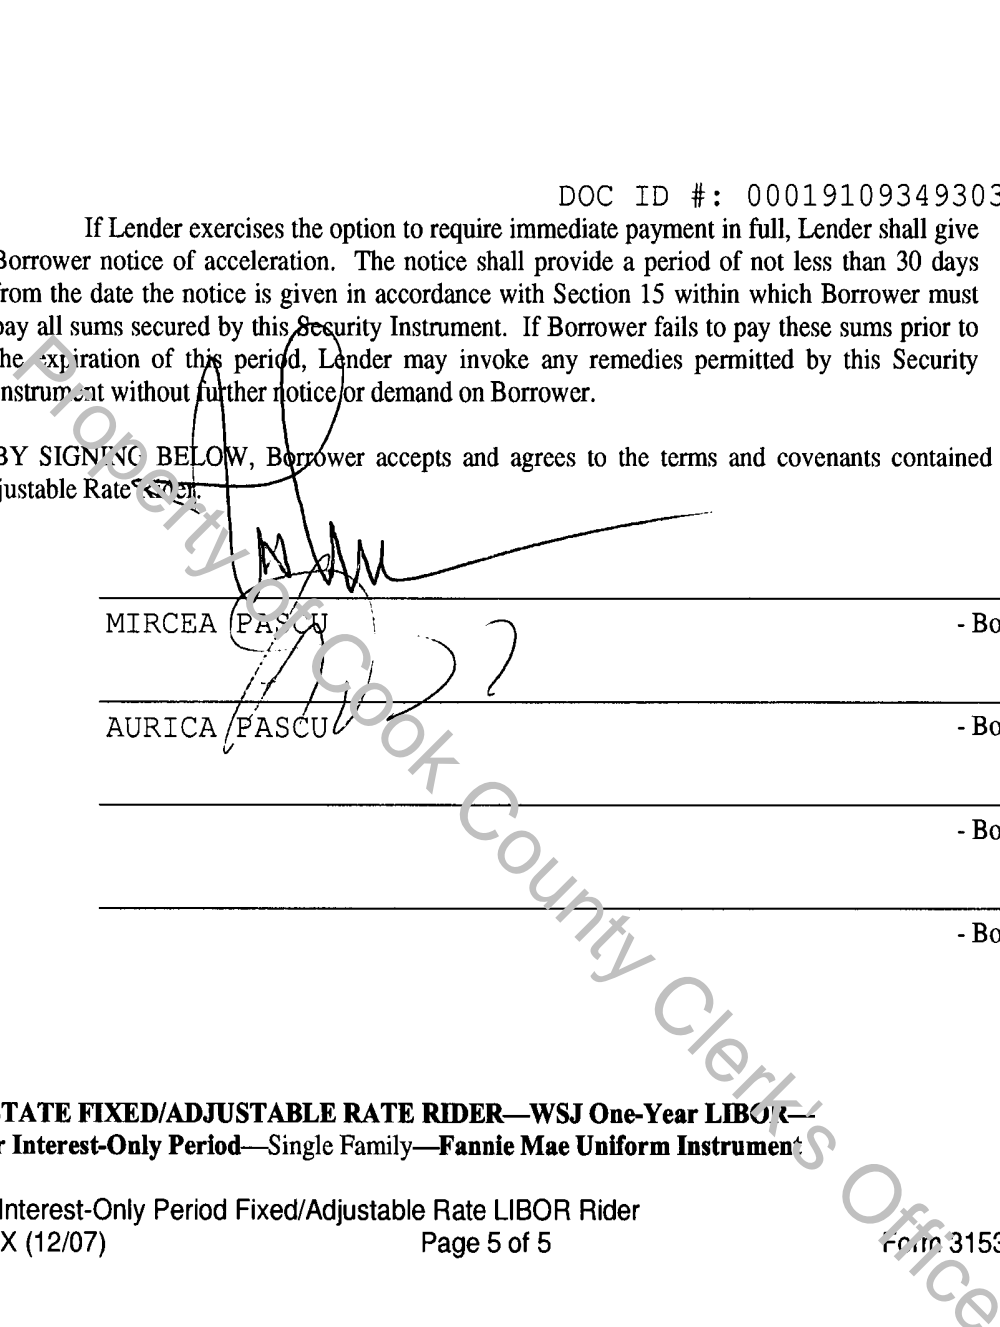 DOC ID #: 00019109349303
If Lender exercises the option to require immediate payment in full, Lender shall give
Borrower notice of acceleration. The notice shall provide a period of not less than 30 days
from the date the notice is given in accordance with Section 15 within which Borrower must
pay all sums secured by this Security Instrument. If Borrower fails to pay these sums prior to
the expiration of this period, Lender may invoke any remedies permitted by this Security
Instrument without further notice or demand on Borrower.
BY SIGNING BELOW, Borrower accepts and agrees to the terms and covenants contained
justable Rate Rider.
MIRCEA PASCU - Bo
AURICA PASCU - Bo
- Bo
- Bo
TATE FIXED/ADJUSTABLE RATE RIDER—WSJ One-Year LIBOR—
r Interest-Only Period—Single Family—Fannie Mae Uniform Instrument
Interest-Only Period Fixed/Adjustable Rate LIBOR Rider
X (12/07) Page 5 of 5 Form 3153
Property of Cook County Clerk's Office